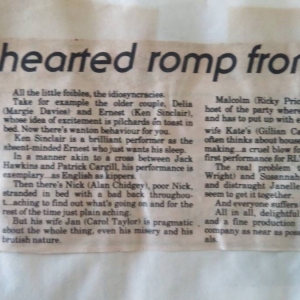 hearted romp from
All the little foibles, the idiosyncracies.
Take for example the older couple, Delia
(Margie Davies) and Ernest (Ken Sinclair),
whose idea of excitement is pilchards on toast in
bed. Now there's wanton behaviour for you.
Ken Sinclair is a brilliant performer as the
absent-minded Ernest who just wants his sleep.
In a manner akin to a cross between Jack
Hawkins and Patrick Cargill, his performance is
exemplary...as English as kippers.
Then there's Nick (Alan Chidgey), poor Nick,
stranded in bed with a bad back throughou-
t...aching to find out what's going on and for the
rest of the time just plain aching.
But his wife Jan (Carol Taylor) is pragmatic
about the whole thing, even his misery and his
brutish nature.
Malcolm (Ricky Pric
host of the party where
and has to put up with e
wife Kate's (Gillian C
often thinks about house
making...a cruel blow f
first performance for RL
The real problem
Wright) and Susannah
and distraught Janelle
seem to get it together
And everyone suffers
All in all, delightful
and a fine production
company as near as pos
als.